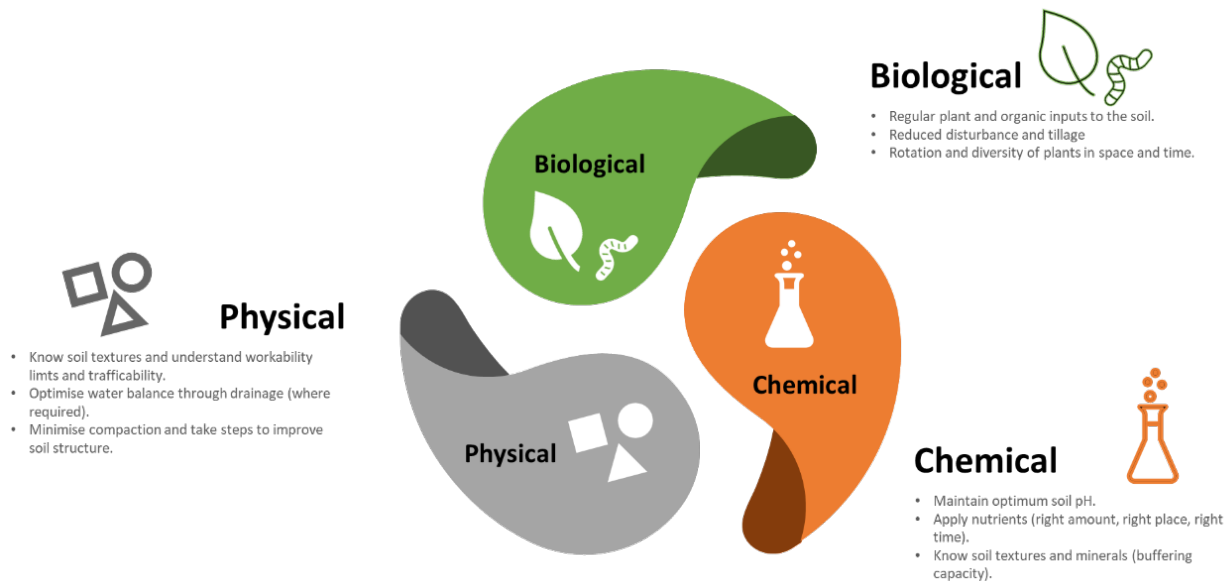 Biological
• Regular plant and organic inputs to the soil.
• Reduced disturbance and tillage
• Rotation and diversity of plants in space and time.
Biological
Physical
• Know soil textures and understand workability
limts and trafficability.
• Optimise water balance through drainage (where
required).
• Minimise compaction and take steps to improve
soil structure.
Chemical
Physical
Chemical
• Maintain optimum soil pH.
• Apply nutrients (right amount, right place, right
time).
• Know soil textures and minerals (buffering
capacity).